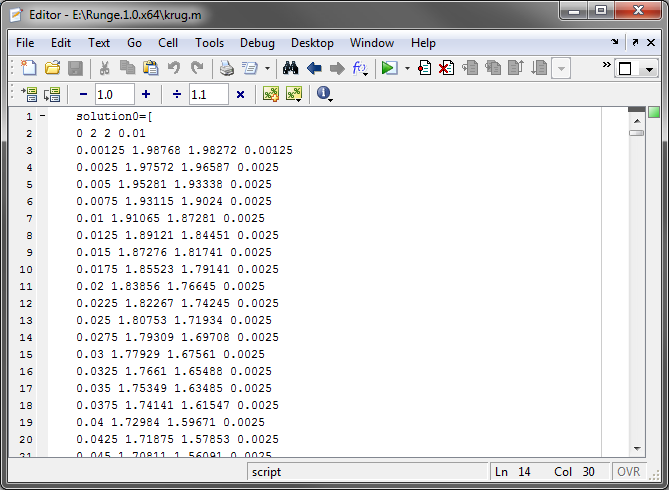 Editor - E:\Runge.1.0.x64\krug.m
File Edit Text Go Cell Tools Debug Desktop Window Help
1.0 1.1
1 solution0=[
2 0 2 2 0.01
3 0.00125 1.98768 1.98272 0.00125
4 0.0025 1.97572 1.96587 0.0025
5 0.005 1.95281 1.93338 0.0025
6 0.0075 1.93115 1.9024 0.0025
7 0.01 1.91065 1.87281 0.0025
8 0.0125 1.89121 1.84451 0.0025
9 0.015 1.87276 1.81741 0.0025
10 0.0175 1.85523 1.79141 0.0025
11 0.02 1.83856 1.76645 0.0025
12 0.0225 1.82267 1.74245 0.0025
13 0.025 1.80753 1.71934 0.0025
14 0.0275 1.79309 1.69708 0.0025
15 0.03 1.77929 1.67561 0.0025
16 0.0325 1.7661 1.65488 0.0025
17 0.035 1.75349 1.63485 0.0025
18 0.0375 1.74141 1.61547 0.0025
19 0.04 1.72984 1.59671 0.0025
20 0.0425 1.71875 1.57853 0.0025
21 0.045 1.70811 1.56091 0.0025
script Ln 14 Col 30 OVR